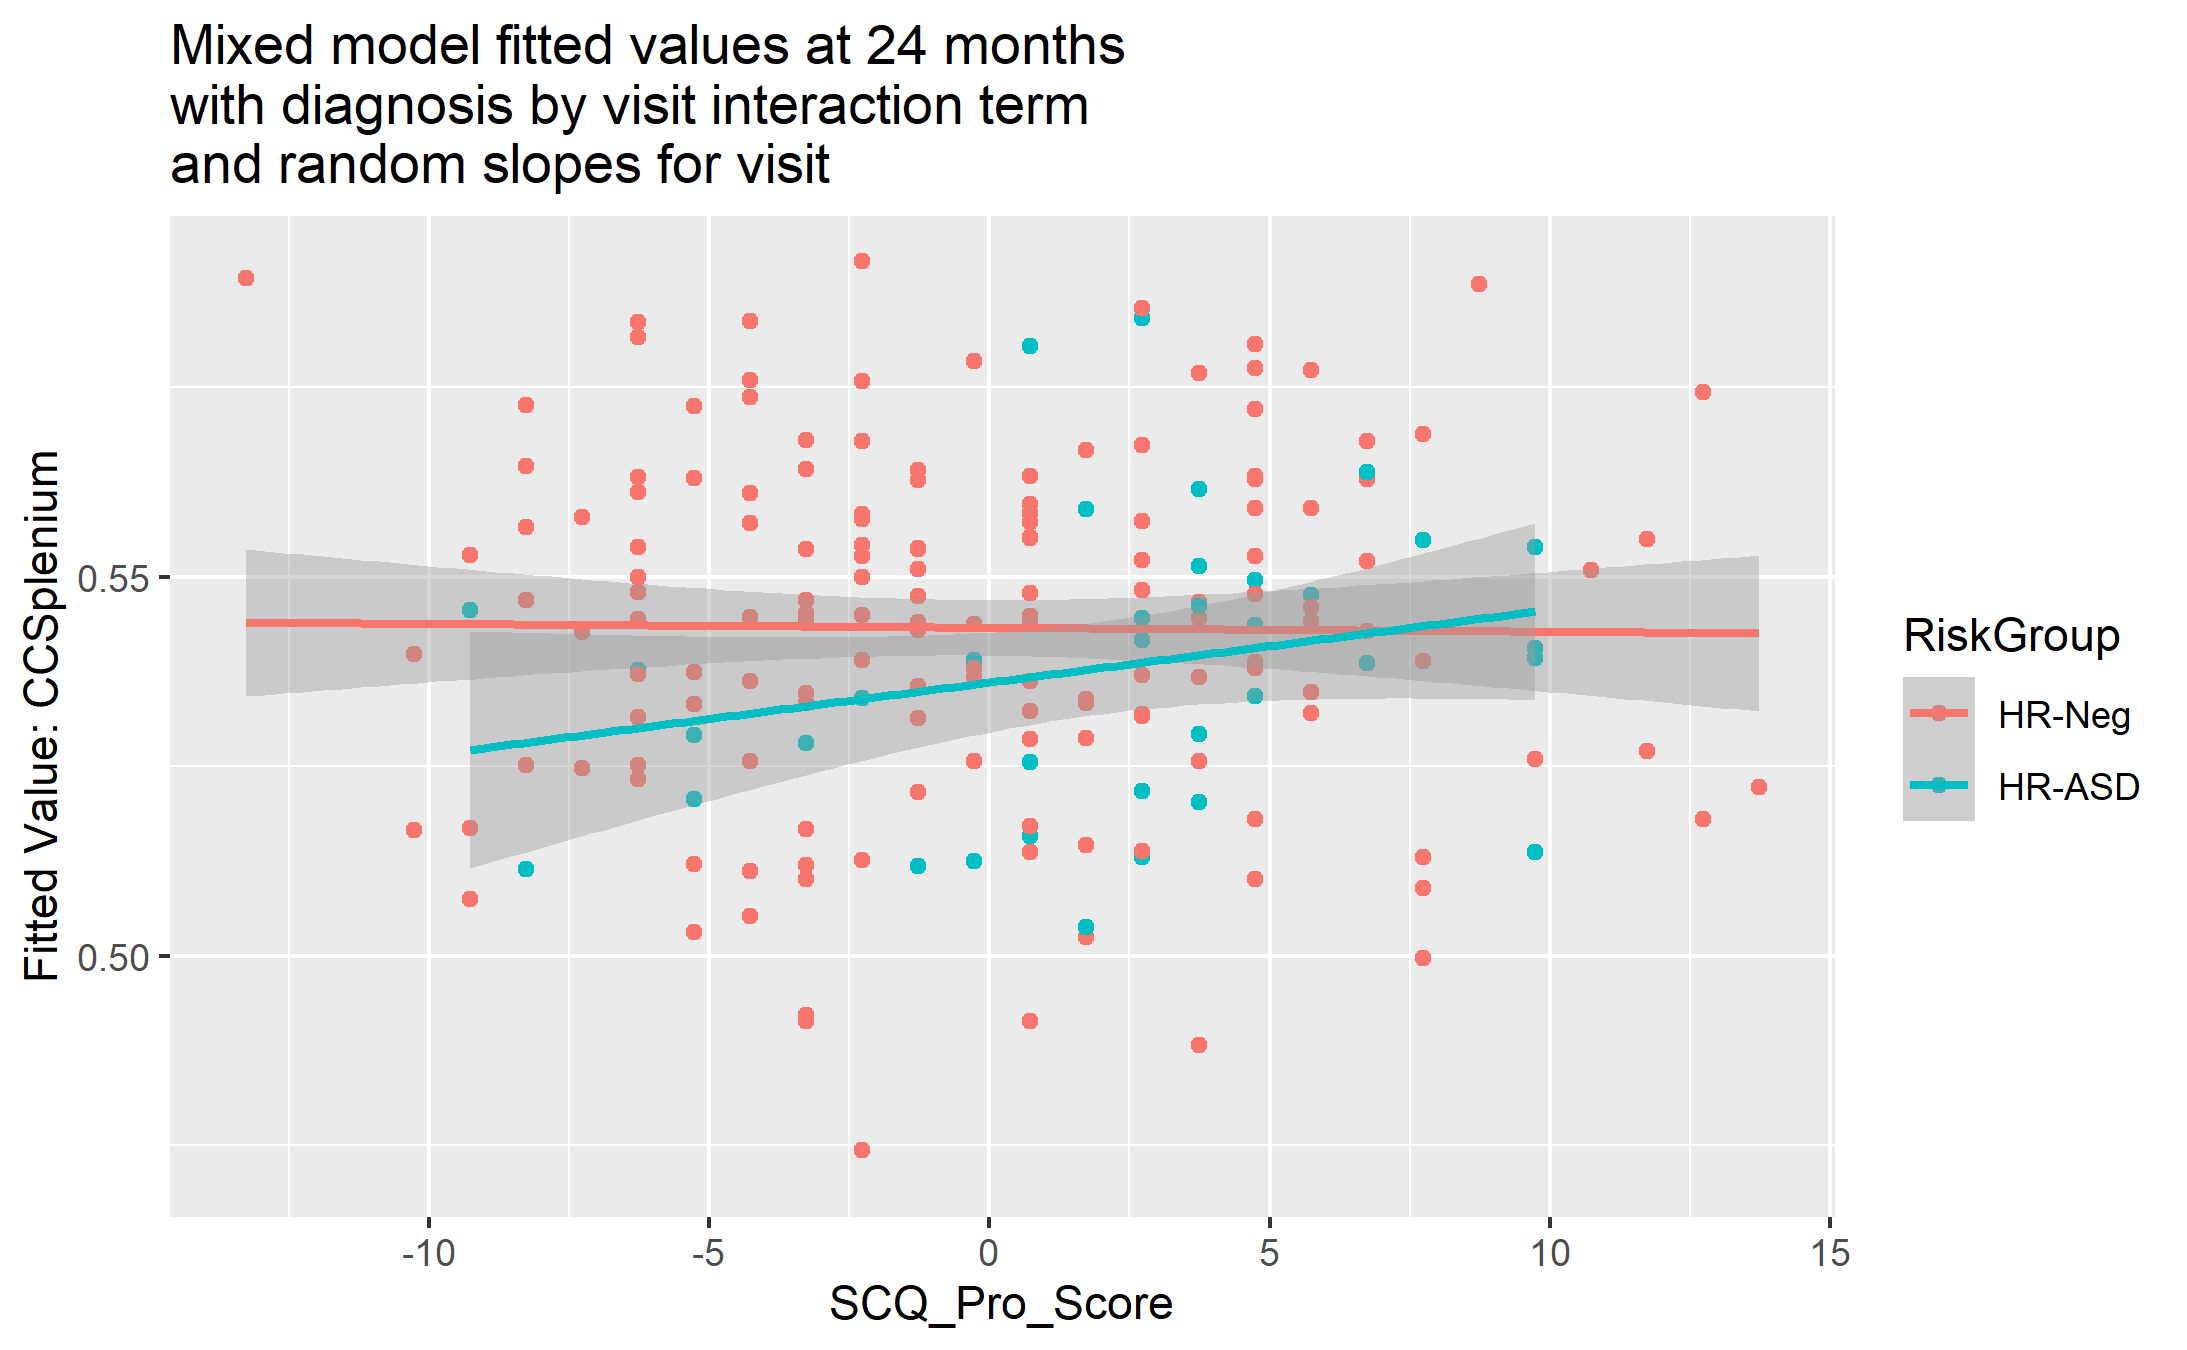 Mixed model fitted values at 24 months
with diagnosis by visit interaction term
and random slopes for visit
Fitted Value: CCSplenium
0.55
0.50
-10
-5
0
5
10
15
SCQ_Pro_Score
RiskGroup
HR-Neg
HR-ASD